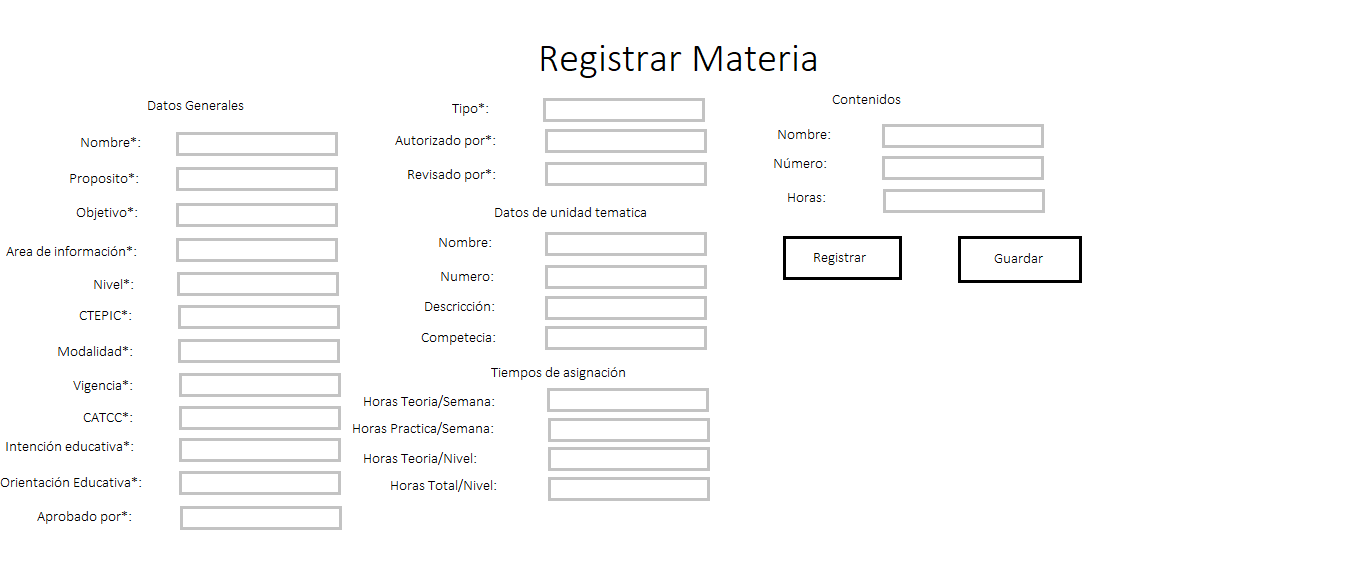 Registrar Materia
Datos Generales
Nombre*:
Proposito*:
Objetivo*:
Area de información*:
Nivel*:
CTEPIC*:
Modalidad*:
Vigencia*:
CATCC*:
Intención educativa*:
Orientación Educativa*:
Aprobado por*:
Tipo*:
Autorizado por*:
Revisado por*:
Datos de unidad tematica
Nombre:
Numero:
Descricción:
Competecia:
Tiempos de asignación
Horas Teoria/Semana:
Horas Practica/Semana:
Horas Teoria/Nivel:
Horas Total/Nivel:
Contenidos
Nombre:
Número:
Horas:
Registrar
Guardar